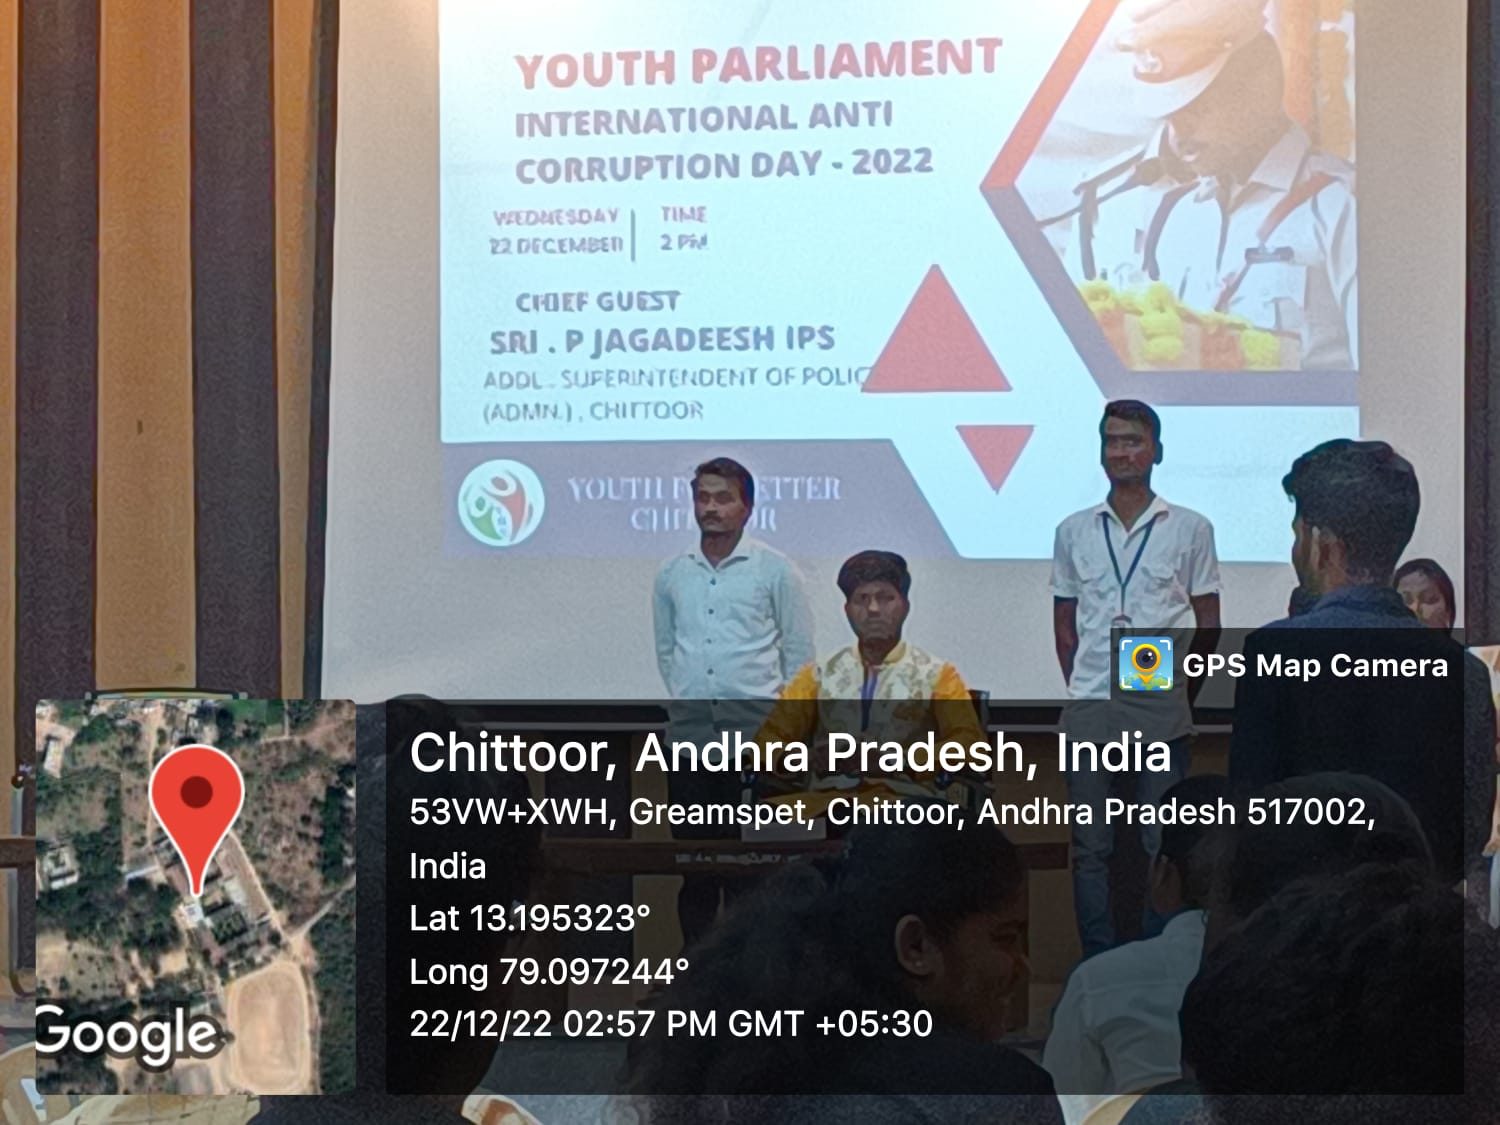 YOUTH PARLIAMENT
INTERNATIONAL ANTI
CORRUPTION DAY - 2022
WEDNESDAY
22 DECEMBER
TIME
2 PM
CHIEF GUEST
SRI . P JAGADEESH IPS
ADDL . SUPERINTENDENT OF POLIC
(ADMN.) , CHITTOOR
YOUTH F ETTER
CHI R
GPS Map Camera
Chittoor, Andhra Pradesh, India
53VW+XWH, Greamspet, Chittoor, Andhra Pradesh 517002,
India
Lat 13.195323°
Long 79.097244°
22/12/22 02:57 PM GMT +05:30
Google